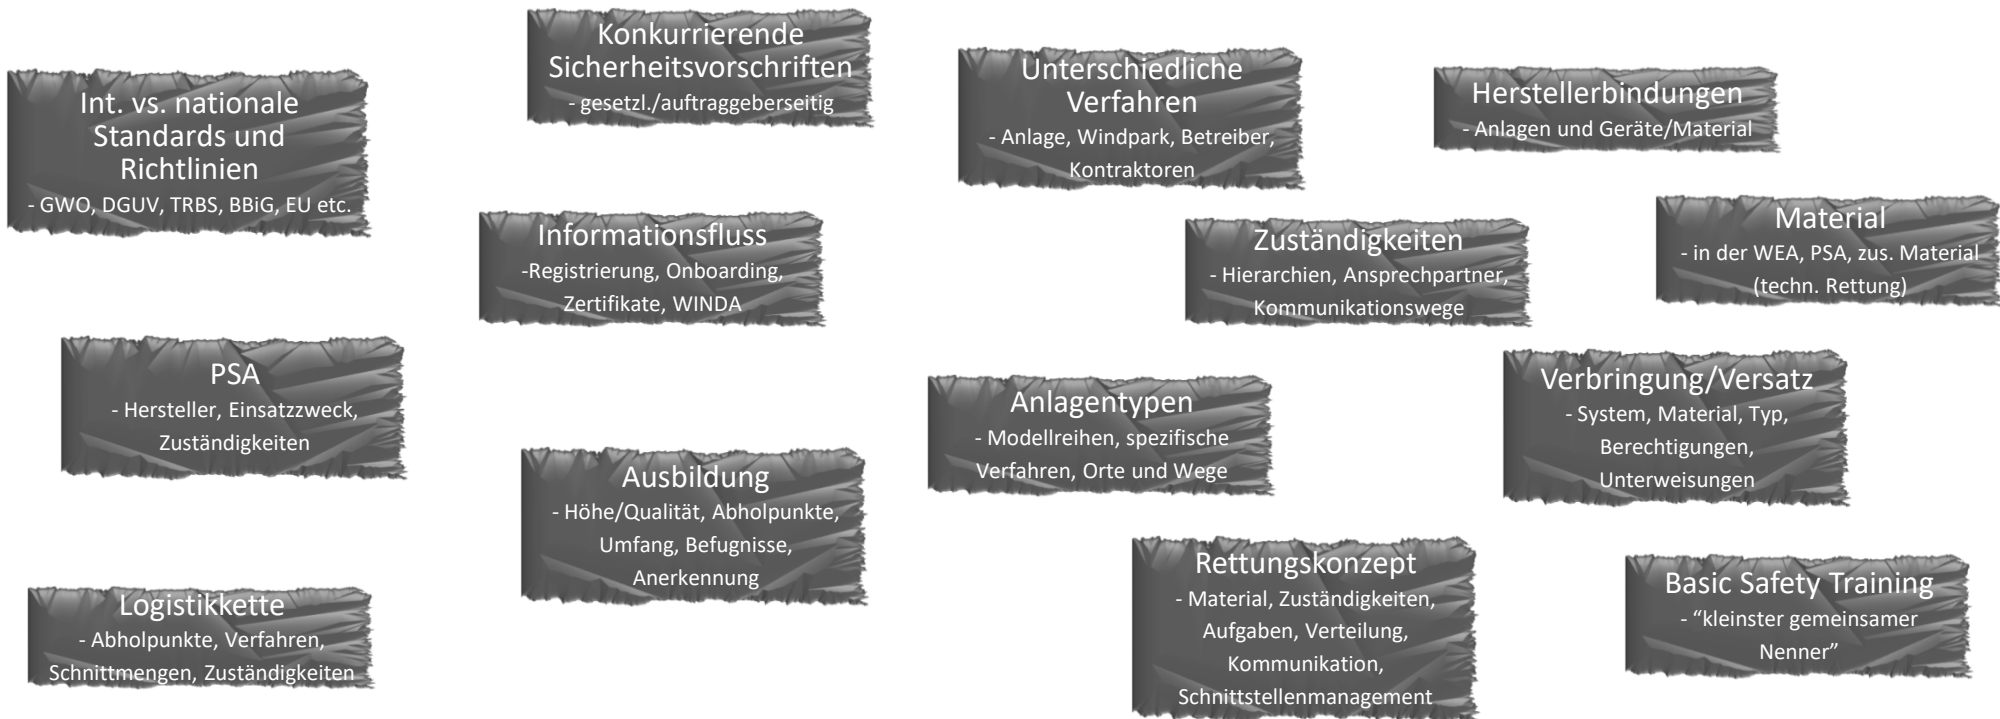 Int. vs. nationale
Standards und
Richtlinien
- GWO, DGUV, TRBS, BBiG, EU etc.
Konkurrierende
Sicherheitsvorschriften
- gesetzl./auftraggeberseitig
Unterschiedliche
Verfahren
- Anlage, Windpark, Betreiber,
Kontraktoren
Herstellerbindungen
- Anlagen und Geräte/Material
Informationsfluss
-Registrierung, Onboarding,
Zertifikate, WINDA
Zuständigkeiten
- Hierarchien, Ansprechpartner,
Kommunikationswege
Material
- in der WEA, PSA, zus. Material
(techn. Rettung)
PSA
- Hersteller, Einsatzzweck,
Zuständigkeiten
Ausbildung
- Höhe/Qualität, Abholpunkte,
Umfang, Befugnisse,
Anerkennung
Anlagentypen
- Modellreihen, spezifische
Verfahren, Orte und Wege
Verbringung/Versatz
- System, Material, Typ,
Berechtigungen,
Unterweisungen
Logistikkette
- Abholpunkte, Verfahren,
Schnittmengen, Zuständigkeiten
Rettungskonzept
- Material, Zuständigkeiten,
Aufgaben, Verteilung,
Kommunikation,
Schnittstellenmanagement
Basic Safety Training
- “kleinster gemeinsamer
Nenner”